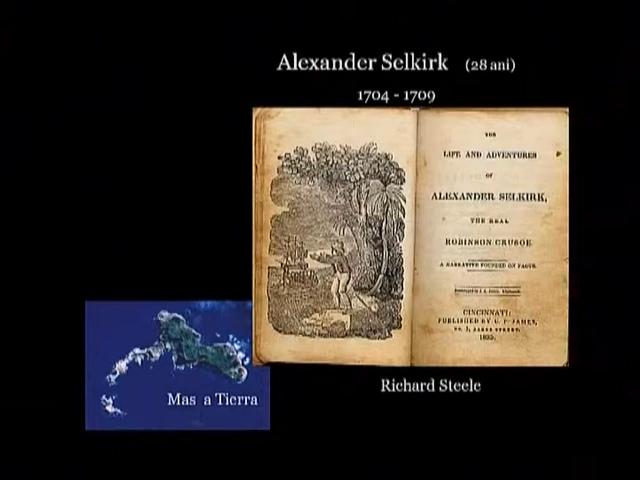 Alexander Selkirk (28 ani)
1704 - 1709
THE
LIFE AND ADVENTURES
OF
ALEXANDER SELKIRK,
THE REAL
ROBINSON CRUSOE
A NARRATIVE FOUNDED ON FACTS.
CINCINNATI:
PUBLISHED BY U. P. JAMES,
Richard Steele
Mas a Tierra